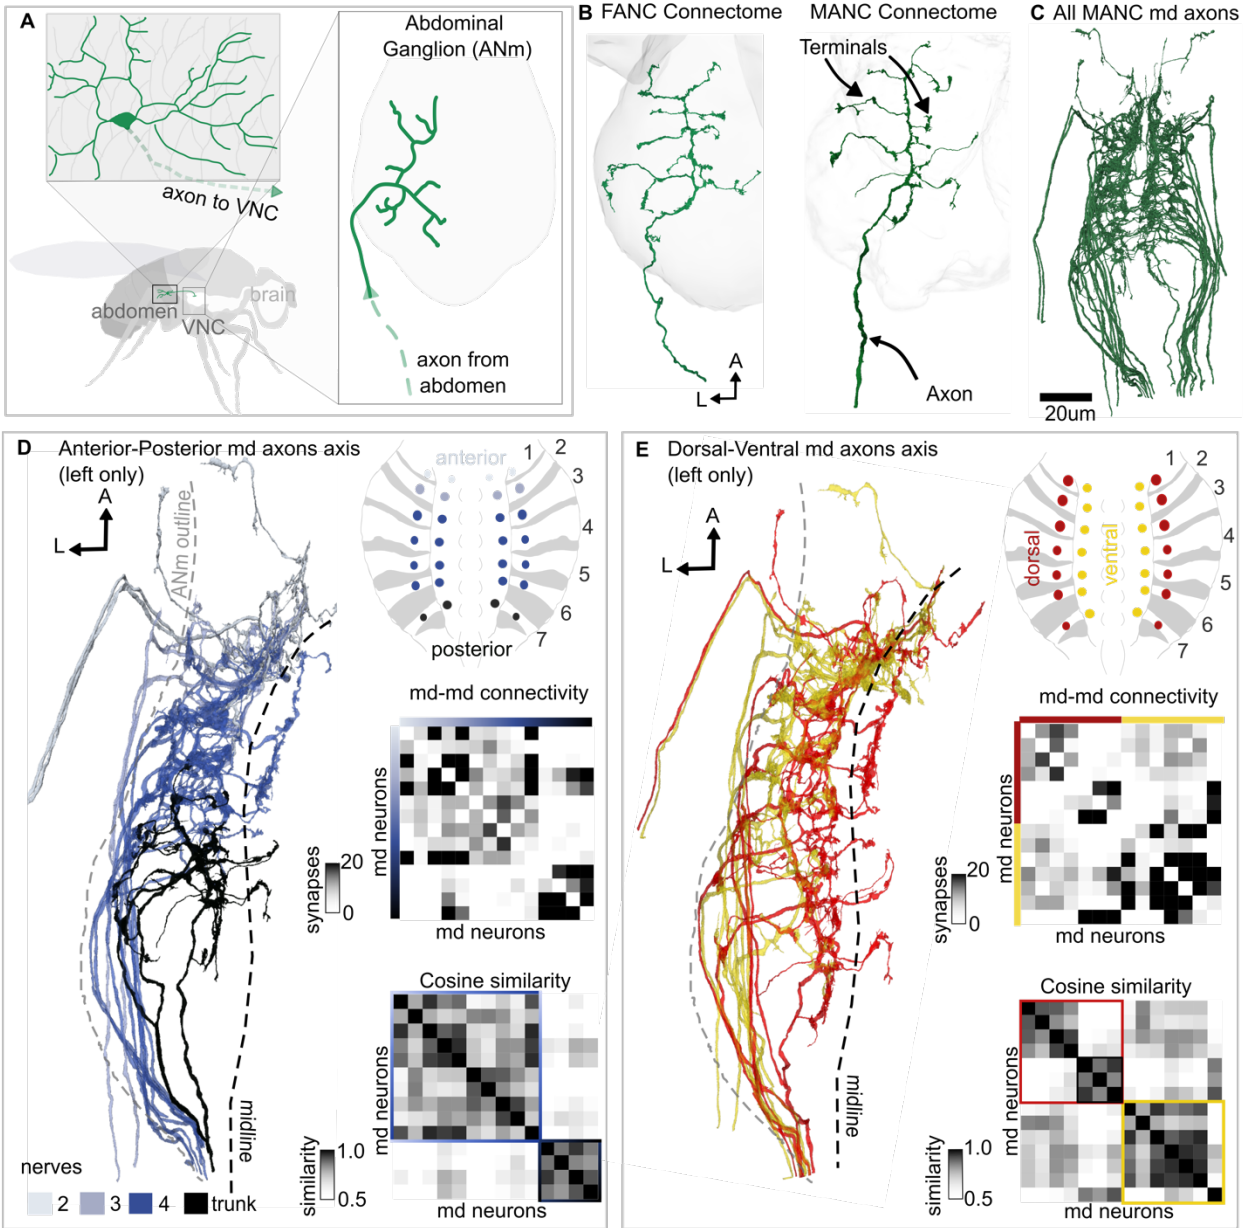 A
Abdominal
Ganglion (ANm)
axon to VNC
abdomen
VNC
brain
axon from
abdomen
B FANC Connectome
MANC Connectome
Terminals
Axon
A
L
C All MANC md axons
20um
D Anterior-Posterior md axons axis
(left only)
A
L
ANm outline
anterior
1
2
3
4
5
6
7
posterior
md-md connectivity
md neurons
synapses
20
0
md neurons
Cosine similarity
md neurons
similarity
1.0
0.5
md neurons
midline
nerves
2
3
4
trunk
E Dorsal-Ventral md axons axis
(left only)
A
L
dorsal
ventral
1
2
3
4
5
6
7
md-md connectivity
md neurons
synapses
20
0
md neurons
Cosine similarity
md neurons
similarity
1.0
0.5
md neurons
midline